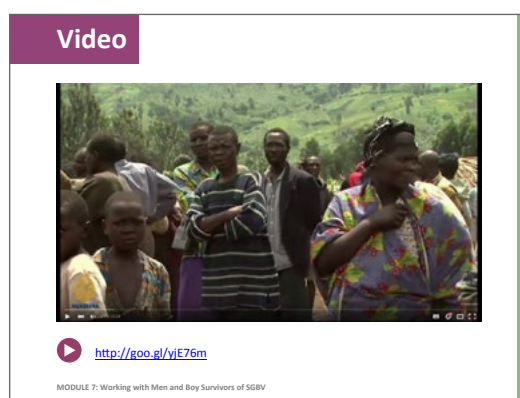 Video
http://goo.gl/yjE76m
MODULE 7: Working with Men and Boy Survivors of SGBV